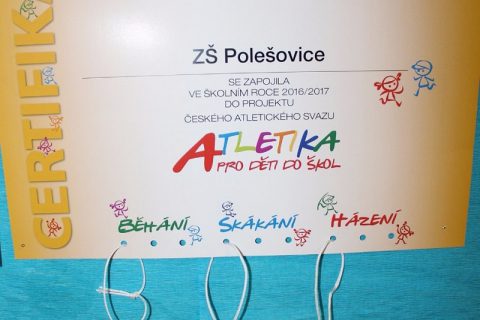 CERTIFIKÁ
ZŠ Polešovice
SE ZAPOJILA
VE ŠKOLNÍM ROCE 2016/2017
DO PROJEKTU
ČESKÉHO ATLETICKÉHO SVAZU
ATLETIKA
PRO DĚTI DO ŠKOL
BĚHÁNÍ SKÁKÁNÍ HÁZENÍ